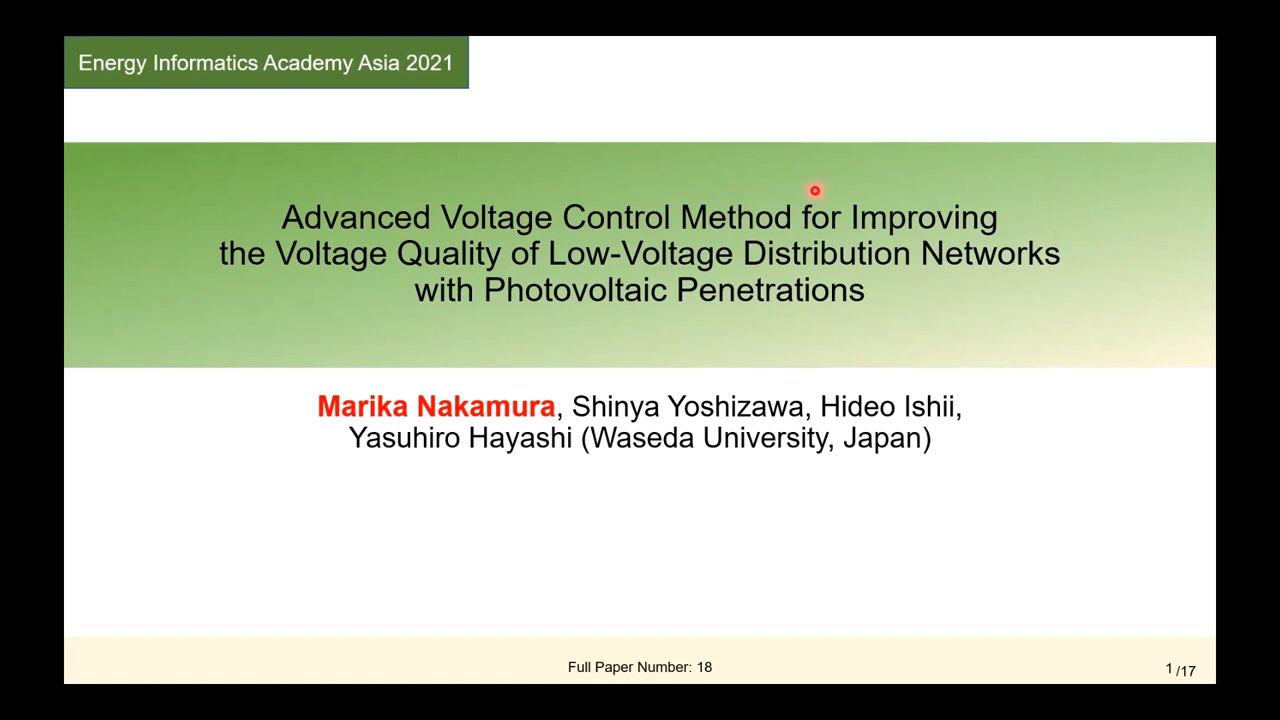 Energy Informatics Academy Asia 2021
Advanced Voltage Control Method for Improving
the Voltage Quality of Low-Voltage Distribution Networks
with Photovoltaic Penetrations
Marika Nakamura, Shinya Yoshizawa, Hideo Ishii,
Yasuhiro Hayashi (Waseda University, Japan)
Full Paper Number: 18
1 /17